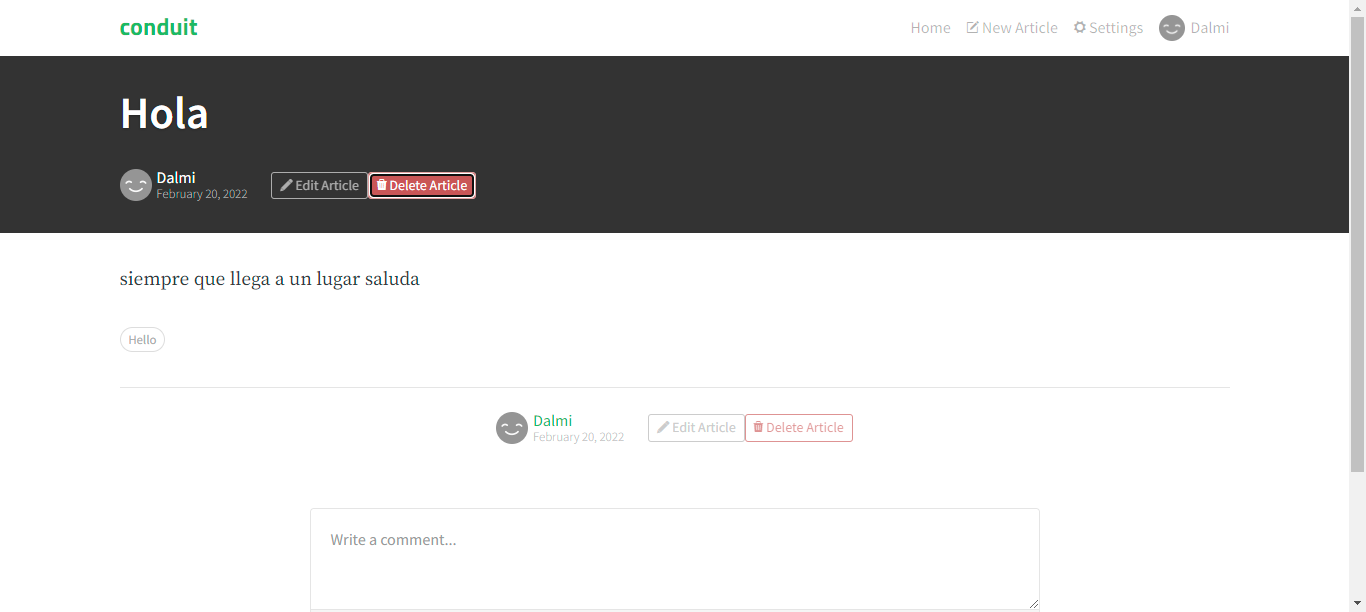 conduit
Home New Article Settings Dalmi
Hola
Dalmi
February 20, 2022
Edit Article Delete Article
siempre que llega a un lugar saluda
Hello
Dalmi
February 20, 2022
Edit Article Delete Article
Write a comment...